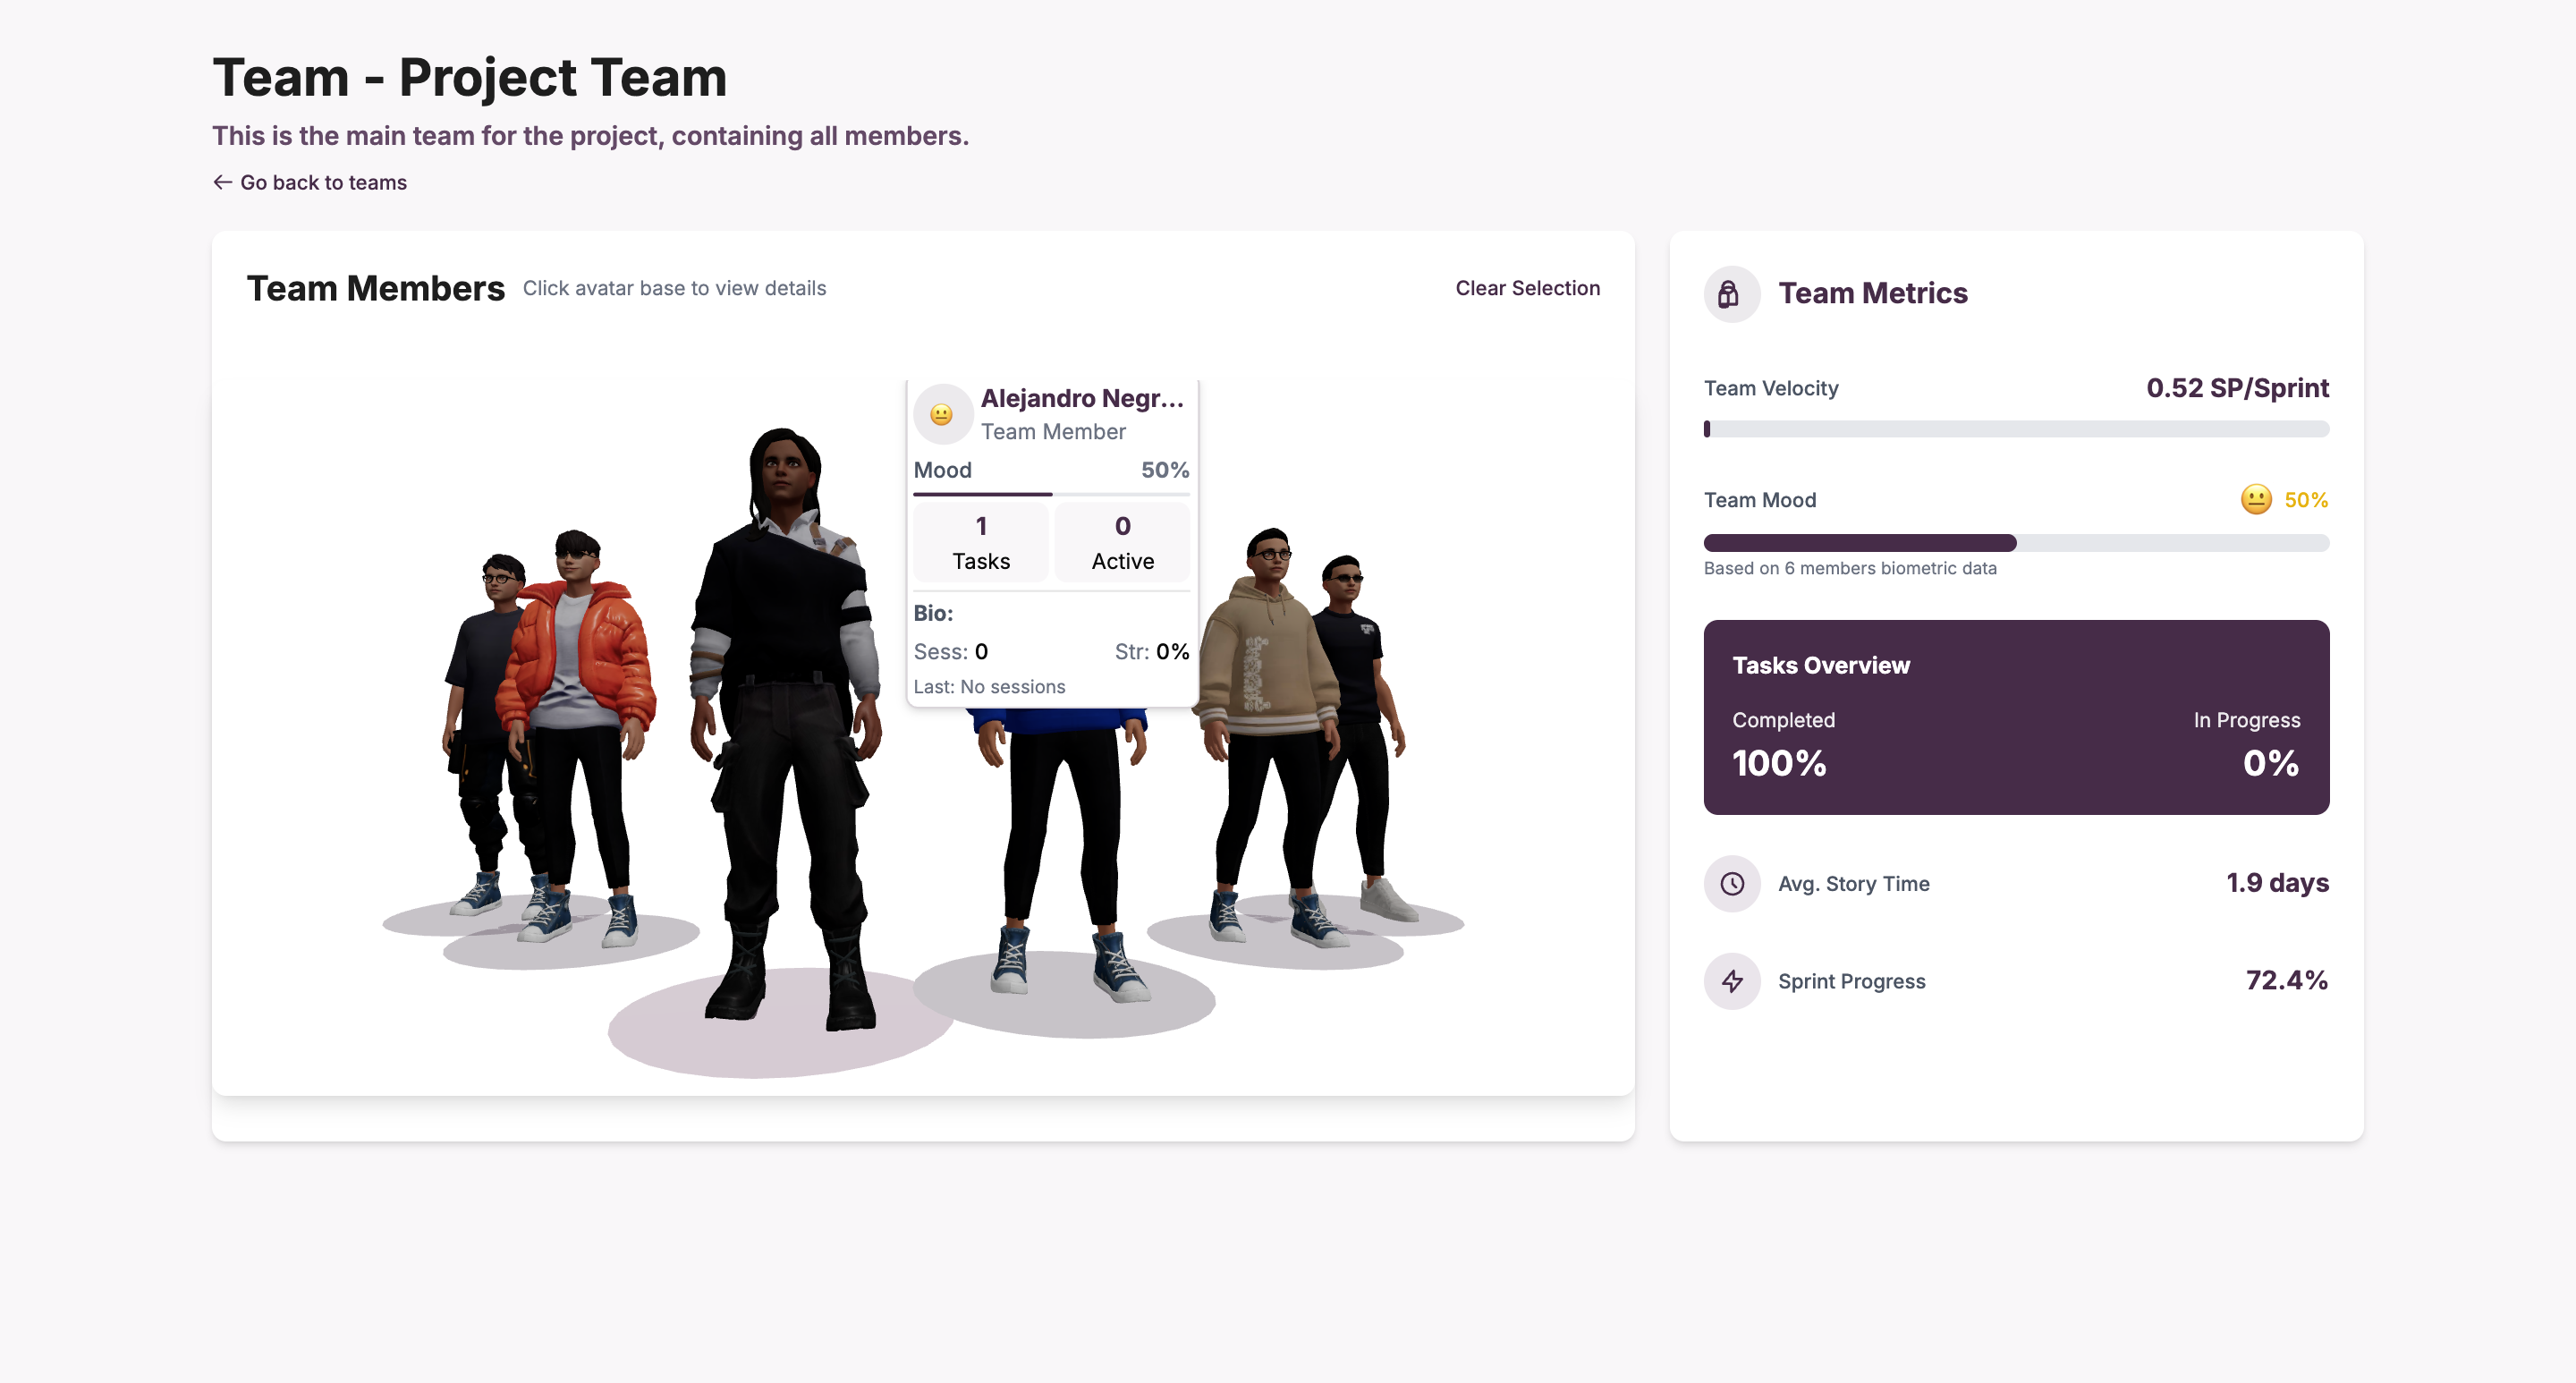 Team - Project Team
This is the main team for the project, containing all members.
← Go back to teams
Team Members
Click avatar base to view details
Clear Selection
Alejandro Negr...
Team Member
Mood 50%
1
Tasks
0
Active
Bio:
Sess: 0
Str: 0%
Last: No sessions
Team Metrics
Team Velocity
0.52 SP/Sprint
Team Mood
50%
Based on 6 members biometric data
Tasks Overview
Completed
100%
In Progress
0%
Avg. Story Time
1.9 days
Sprint Progress
72.4%